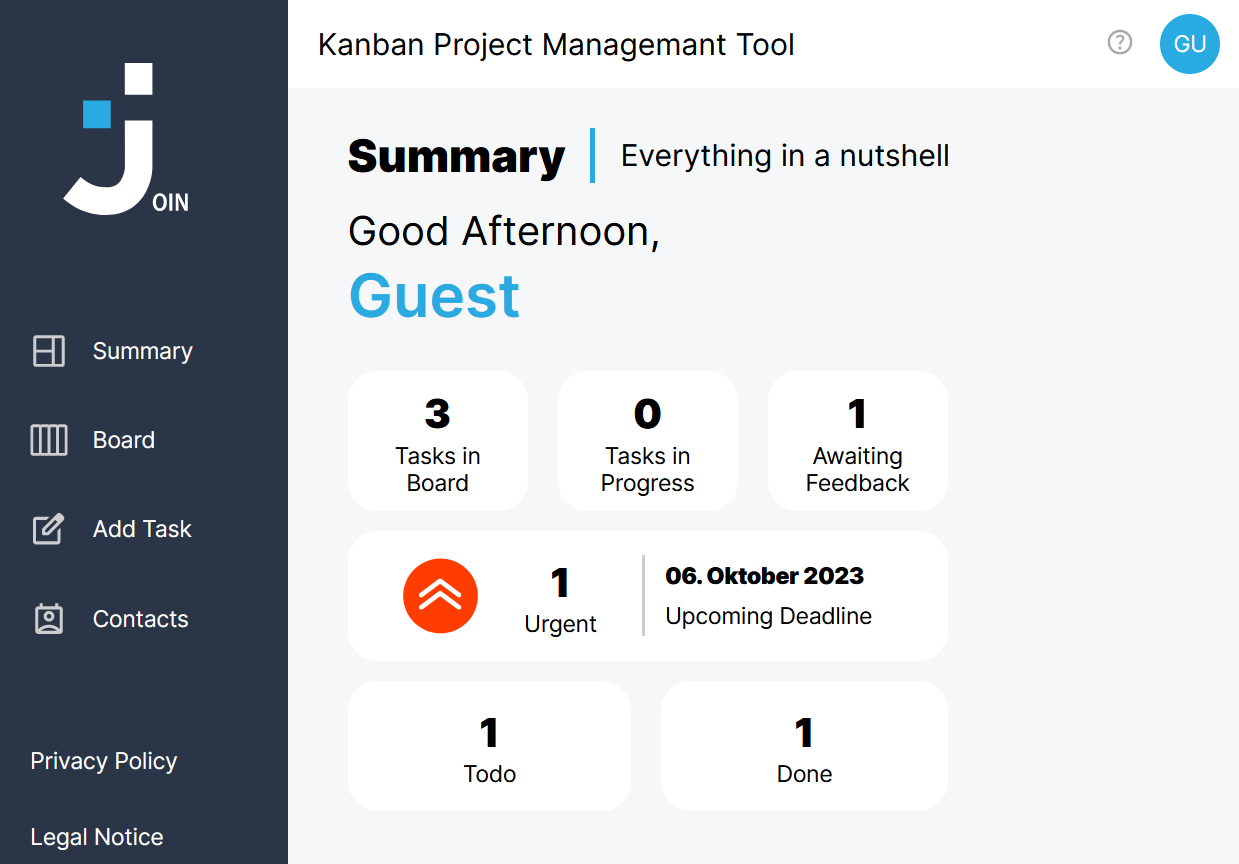 OIN
Summary
Board
Add Task
Contacts
Privacy Policy
Legal Notice
Kanban Project Managemant Tool
GU
Summary
Everything in a nutshell
Good Afternoon,
Guest
3
Tasks in
Board
0
Tasks in
Progress
1
Awaiting
Feedback
1
Urgent
06. Oktober 2023
Upcoming Deadline
1
Todo
1
Done